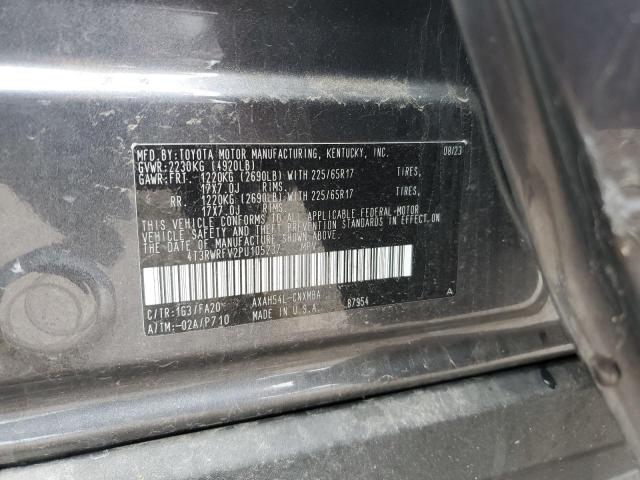 MFD.BY:TOYOTA MOTOR MANUFACTURING, KENTUCKY, INC. 08/23
GVWR:2230KG (4920LB)
GAWR:FRT- 1220KG (2690LB) WITH 225/65R17 TIRES,
17X7.0J RIMS,
RR 1220KG (2690LB) WITH 225/65R17 TIRES,
17X7.0J RIMS.
THIS VEHICLE CONFORMS TO ALL APPLICABLE FEDERAL MOTOR
VEHICLE SAFETY AND THEFT PREVENTION STANDARDS IN EFFECT ON
THE DATE OF MANUFACTURE SHOWN ABOVE.
4T3RWRFV2PU105737 MPV
C/TR:1G3/FA20 AXAH54L-CNXMBA 87954 A
A/TM:-02A/P710 MADE IN U.S.A.